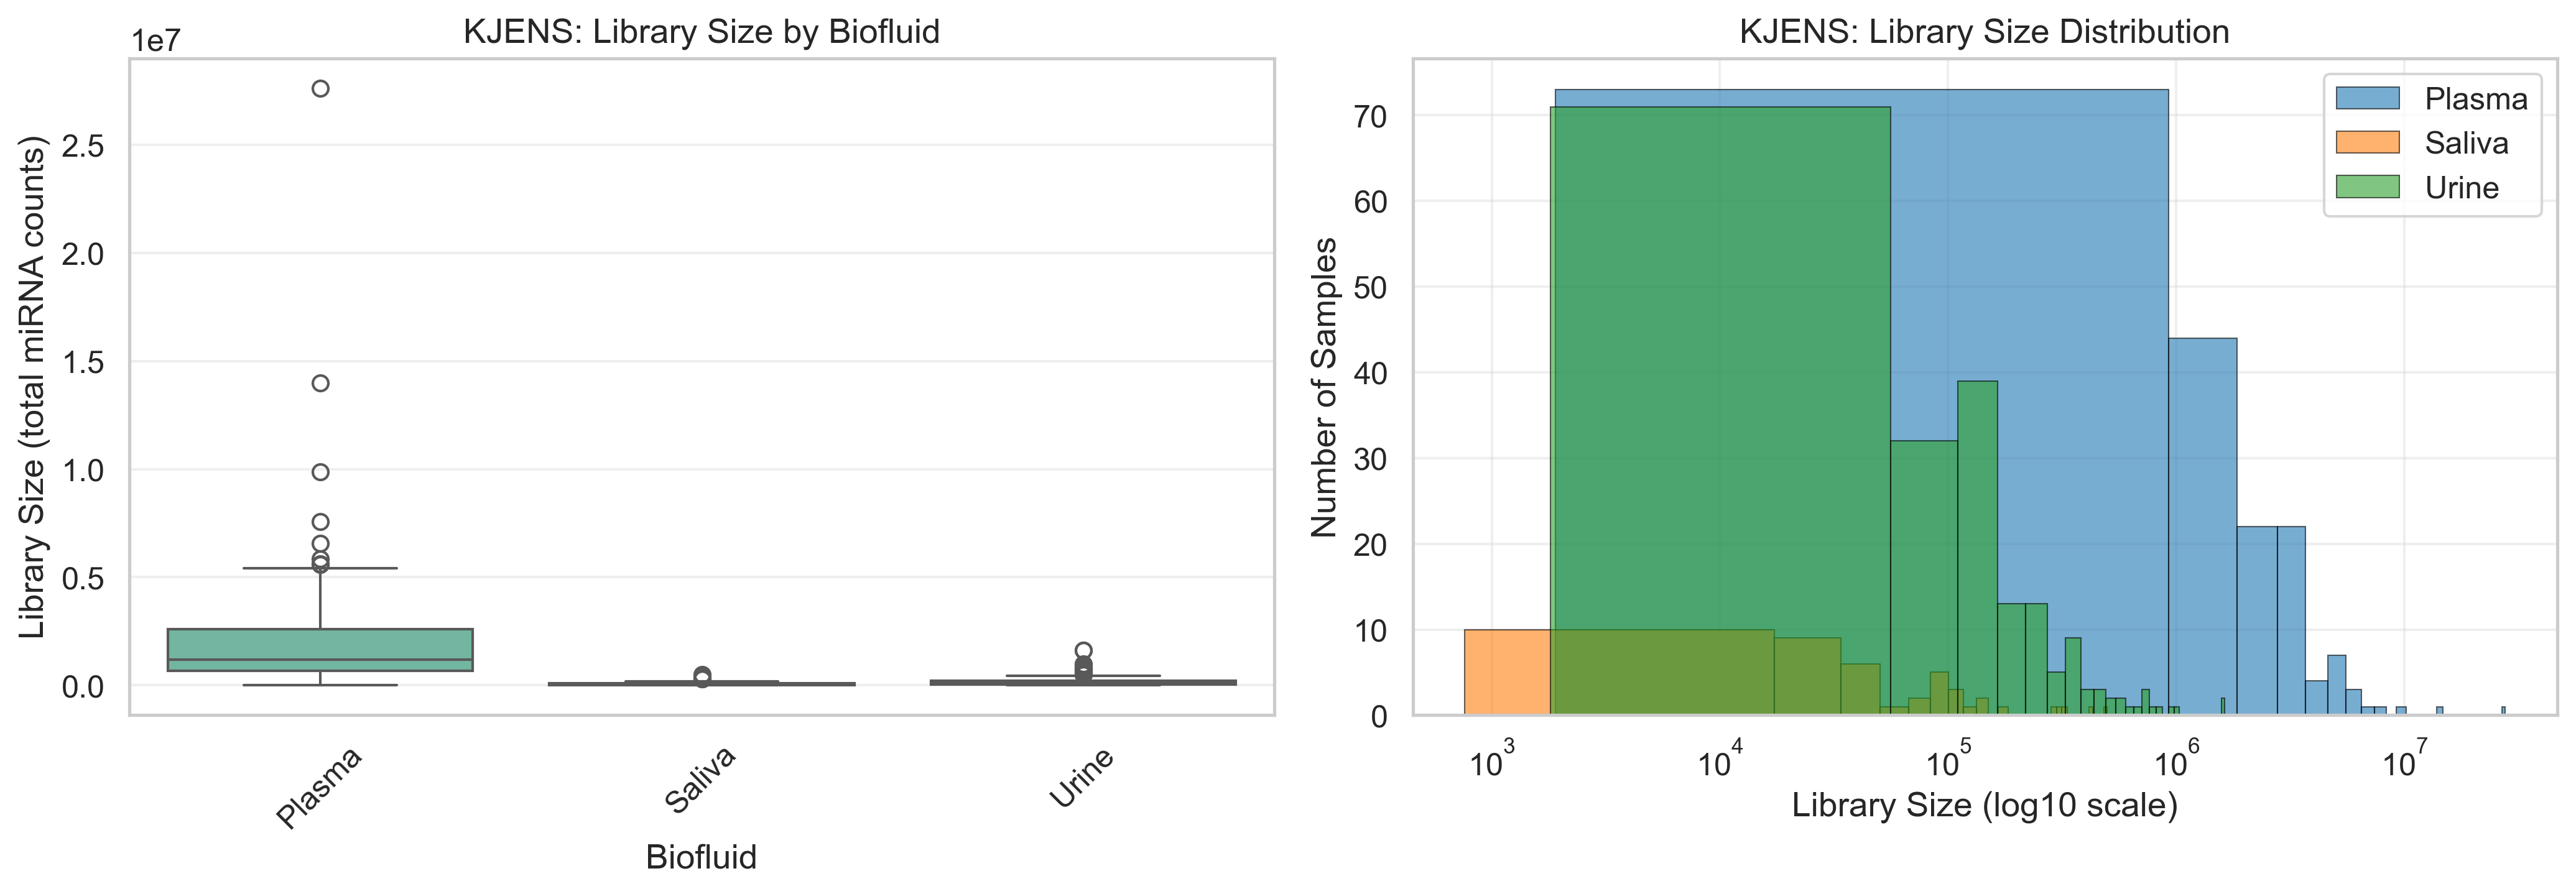 KJENS: Library Size by Biofluid
1e7
Library Size (total miRNA counts)
2.5
2.0
1.5
1.0
0.5
0.0
Plasma
Saliva
Urine
Biofluid
KJENS: Library Size Distribution
Number of Samples
70
60
50
40
30
20
10
0
10³
10⁴
10⁵
10⁶
10⁷
Library Size (log10 scale)
Plasma
Saliva
Urine